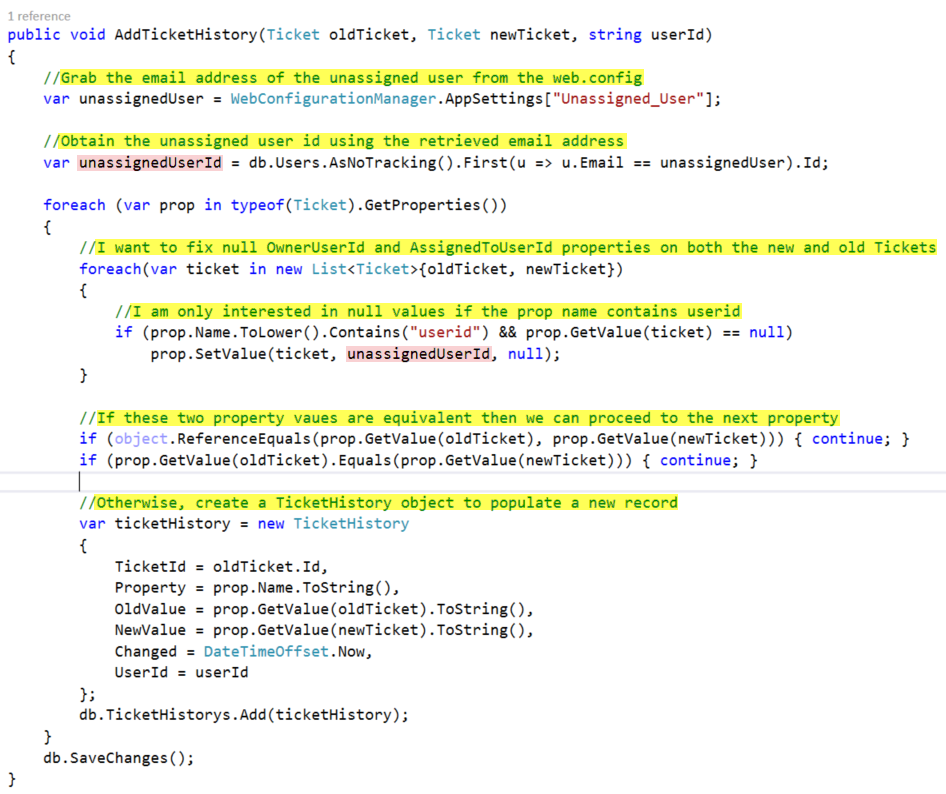 1 reference
public void AddTicketHistory(Ticket oldTicket, Ticket newTicket, string userId)
{
//Grab the email address of the unassigned user from the web.config
var unassignedUser = WebConfigurationManager.AppSettings["Unassigned_User"];
//Obtain the unassigned user id using the retrieved email address
var unassignedUserId = db.Users.AsNoTracking().First(u => u.Email == unassignedUser).Id;
foreach (var prop in typeof(Ticket).GetProperties())
{
//I want to fix null OwnerUserId and AssignedToUserId properties on both the new and old Tickets
foreach(var ticket in new List<Ticket>{oldTicket, newTicket})
{
//I am only interested in null values if the prop name contains userid
if (prop.Name.ToLower().Contains("userid") && prop.GetValue(ticket) == null)
prop.SetValue(ticket, unassignedUserId, null);
}
//If these two property vaues are equivalent then we can proceed to the next property
if (object.ReferenceEquals(prop.GetValue(oldTicket), prop.GetValue(newTicket))) { continue; }
if (prop.GetValue(oldTicket).Equals(prop.GetValue(newTicket))) { continue; }
//Otherwise, create a TicketHistory object to populate a new record
var ticketHistory = new TicketHistory
{
TicketId = oldTicket.Id,
Property = prop.Name.ToString(),
OldValue = prop.GetValue(oldTicket).ToString(),
NewValue = prop.GetValue(newTicket).ToString(),
Changed = DateTimeOffset.Now,
UserId = userId
};
db.TicketHistorys.Add(ticketHistory);
}
db.SaveChanges();
}